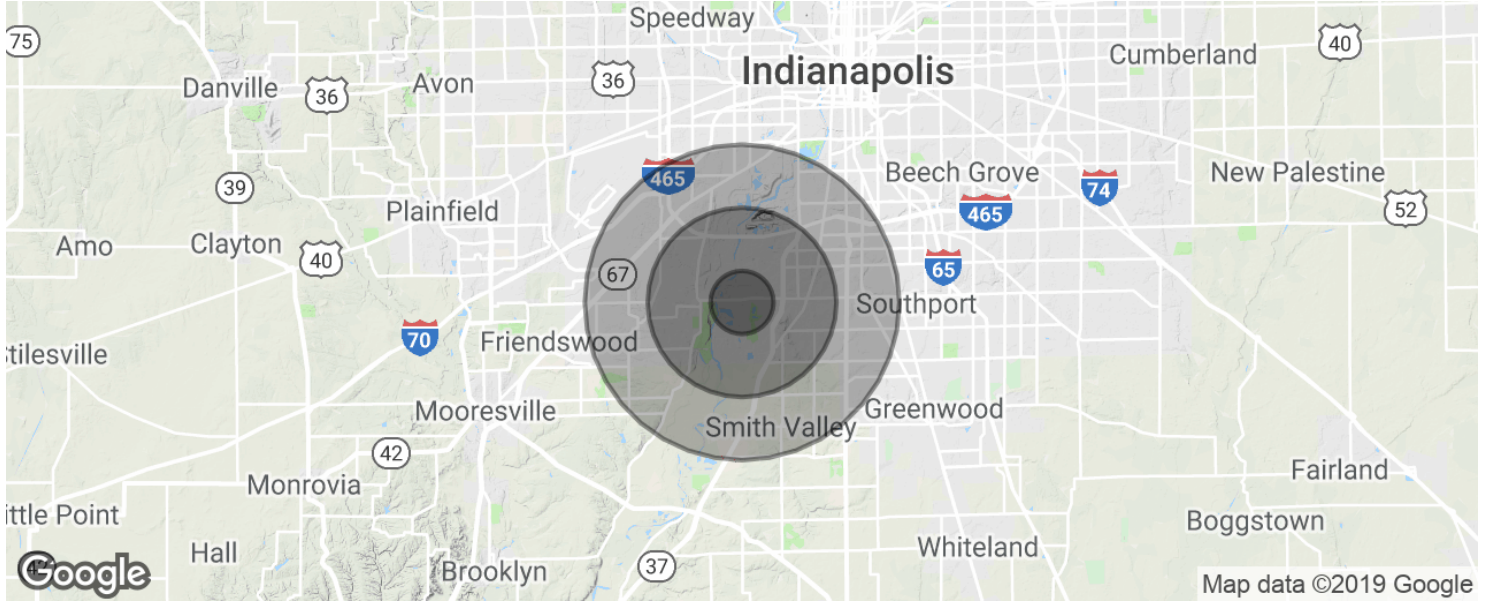 Speedway
75
40
Cumberland
Indianapolis
Danville
Avon
36
36
465
Beech Grove
74
New Palestine
39
Plainfield
465
52
Amo
Clayton
40
67
65
Southport
70
Friendswood
tilesville
Mooresville
Greenwood
Smith Valley
42
Fairland
Monrovia
ittle Point
Boggstown
Hall
Whiteland
37
Brooklyn
Google
Map data ©2019 Google